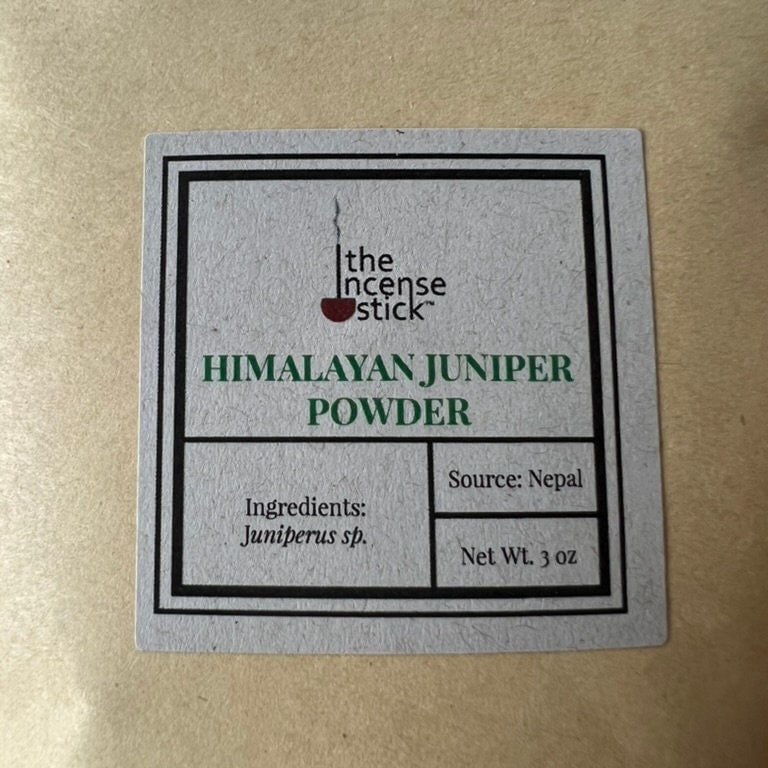 the
incense
stick™
HIMALAYAN JUNIPER
POWDER
Ingredients:
Juniperus sp.
Source: Nepal
Net Wt. 3 oz